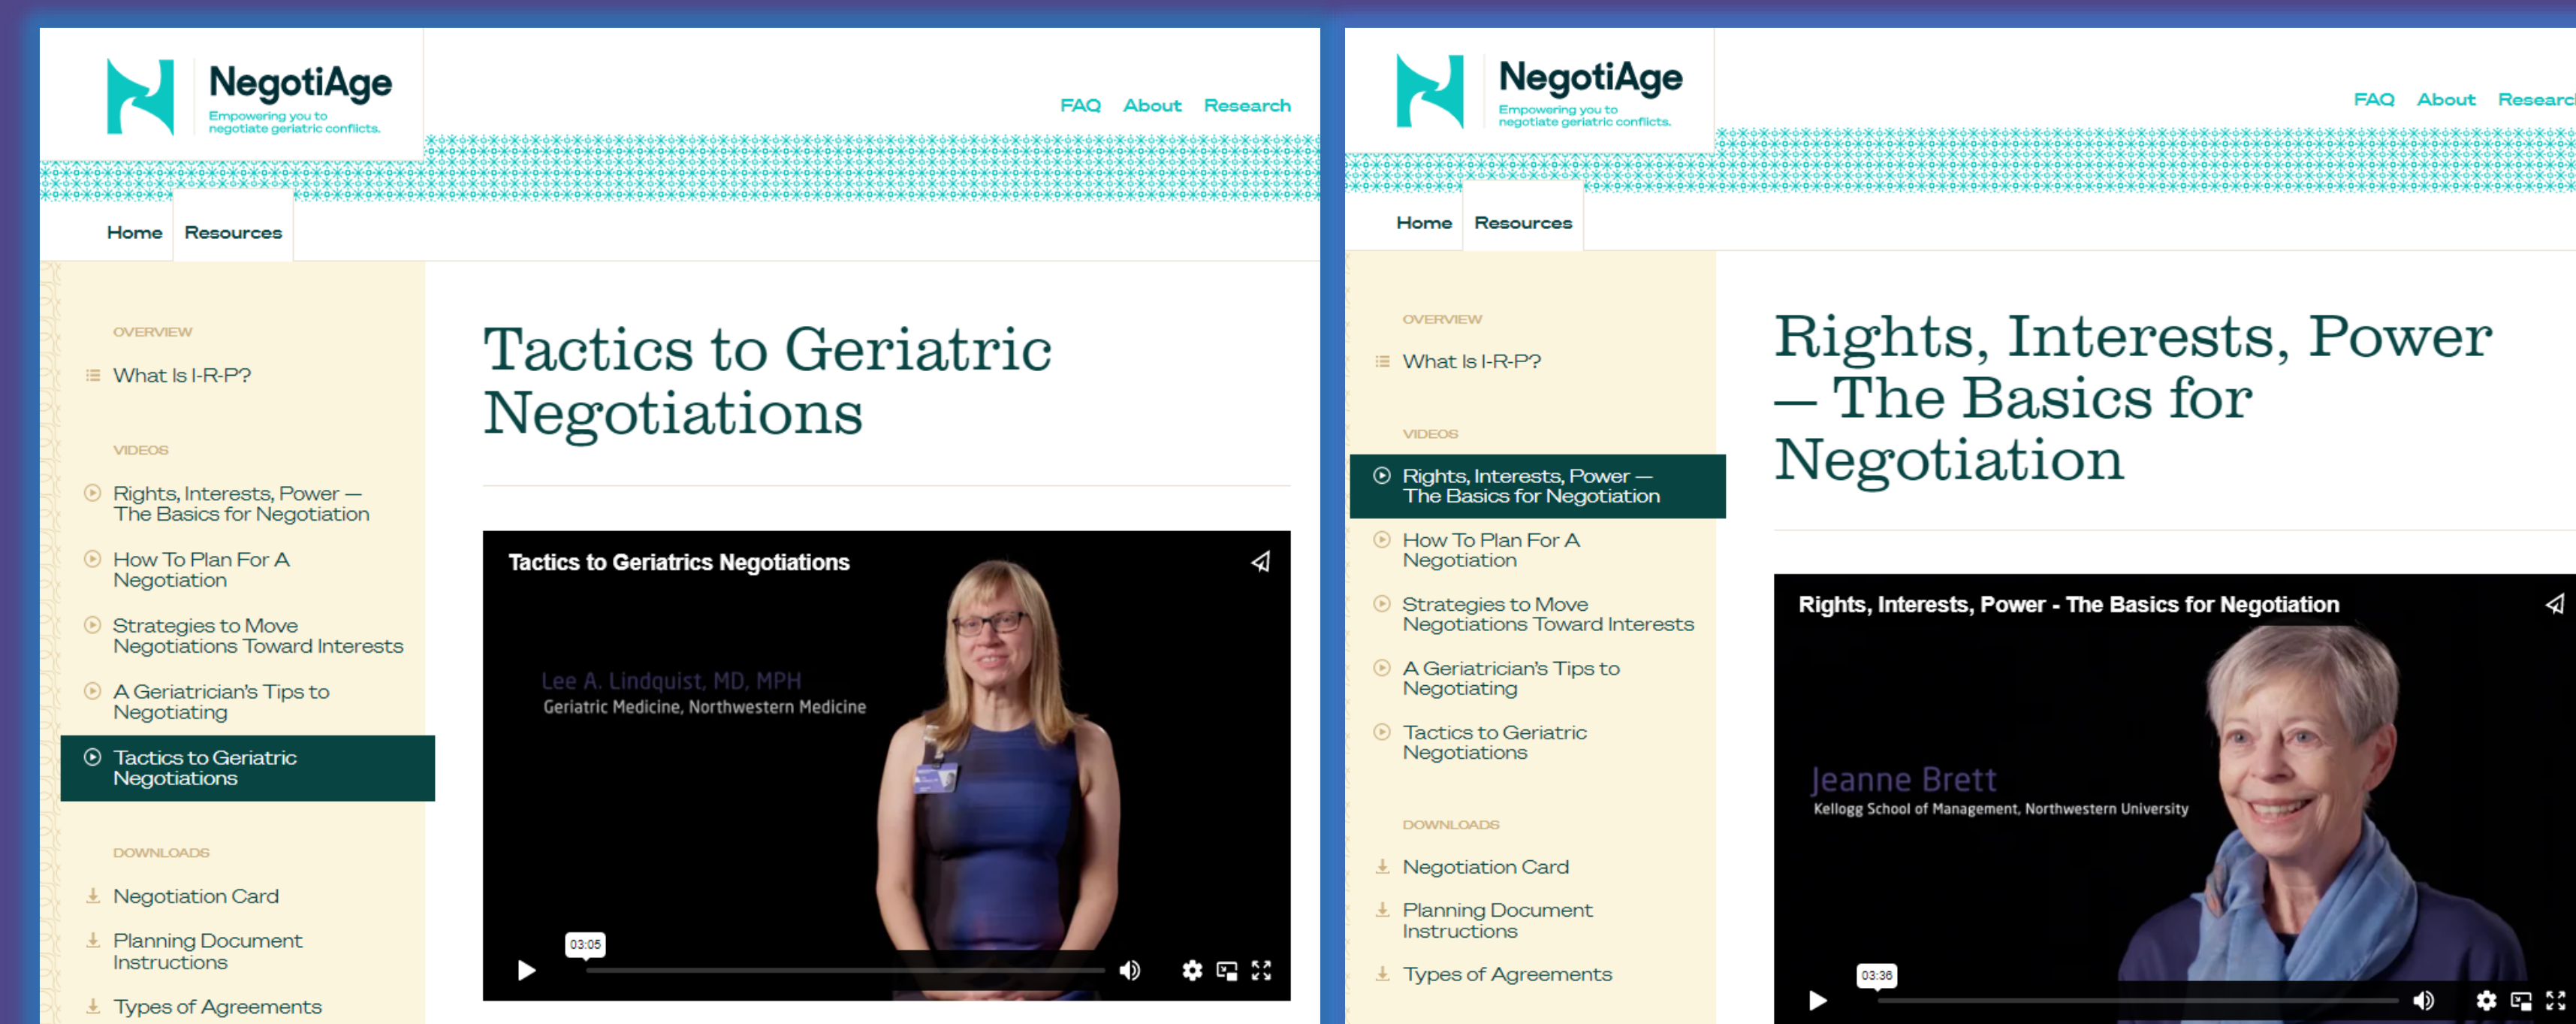 NegotiAge
Empowering you to
negotiate geriatric conflicts.
FAQ About Research
Home Resources
OVERVIEW
What Is I-R-P?
VIDEOS
Rights, Interests, Power —
The Basics for Negotiation
How To Plan For A
Negotiation
Strategies to Move
Negotiations Toward Interests
A Geriatrician's Tips to
Negotiating
Tactics to Geriatric
Negotiations
DOWNLOADS
Negotiation Card
Planning Document
Instructions
Types of Agreements
Tactics to Geriatric
Negotiations
Tactics to Geriatrics Negotiations
Lee A. Lindquist, MD, MPH
Geriatric Medicine, Northwestern Medicine
03:05
NegotiAge
Empowering you to
negotiate geriatric conflicts.
FAQ About Research
Home Resources
OVERVIEW
What Is I-R-P?
VIDEOS
Rights, Interests, Power —
The Basics for Negotiation
How To Plan For A
Negotiation
Strategies to Move
Negotiations Toward Interests
A Geriatrician's Tips to
Negotiating
Tactics to Geriatric
Negotiations
DOWNLOADS
Negotiation Card
Planning Document
Instructions
Types of Agreements
Rights, Interests, Power
— The Basics for
Negotiation
Rights, Interests, Power - The Basics for Negotiation
Jeanne Brett
Kellogg School of Management, Northwestern University
03:36